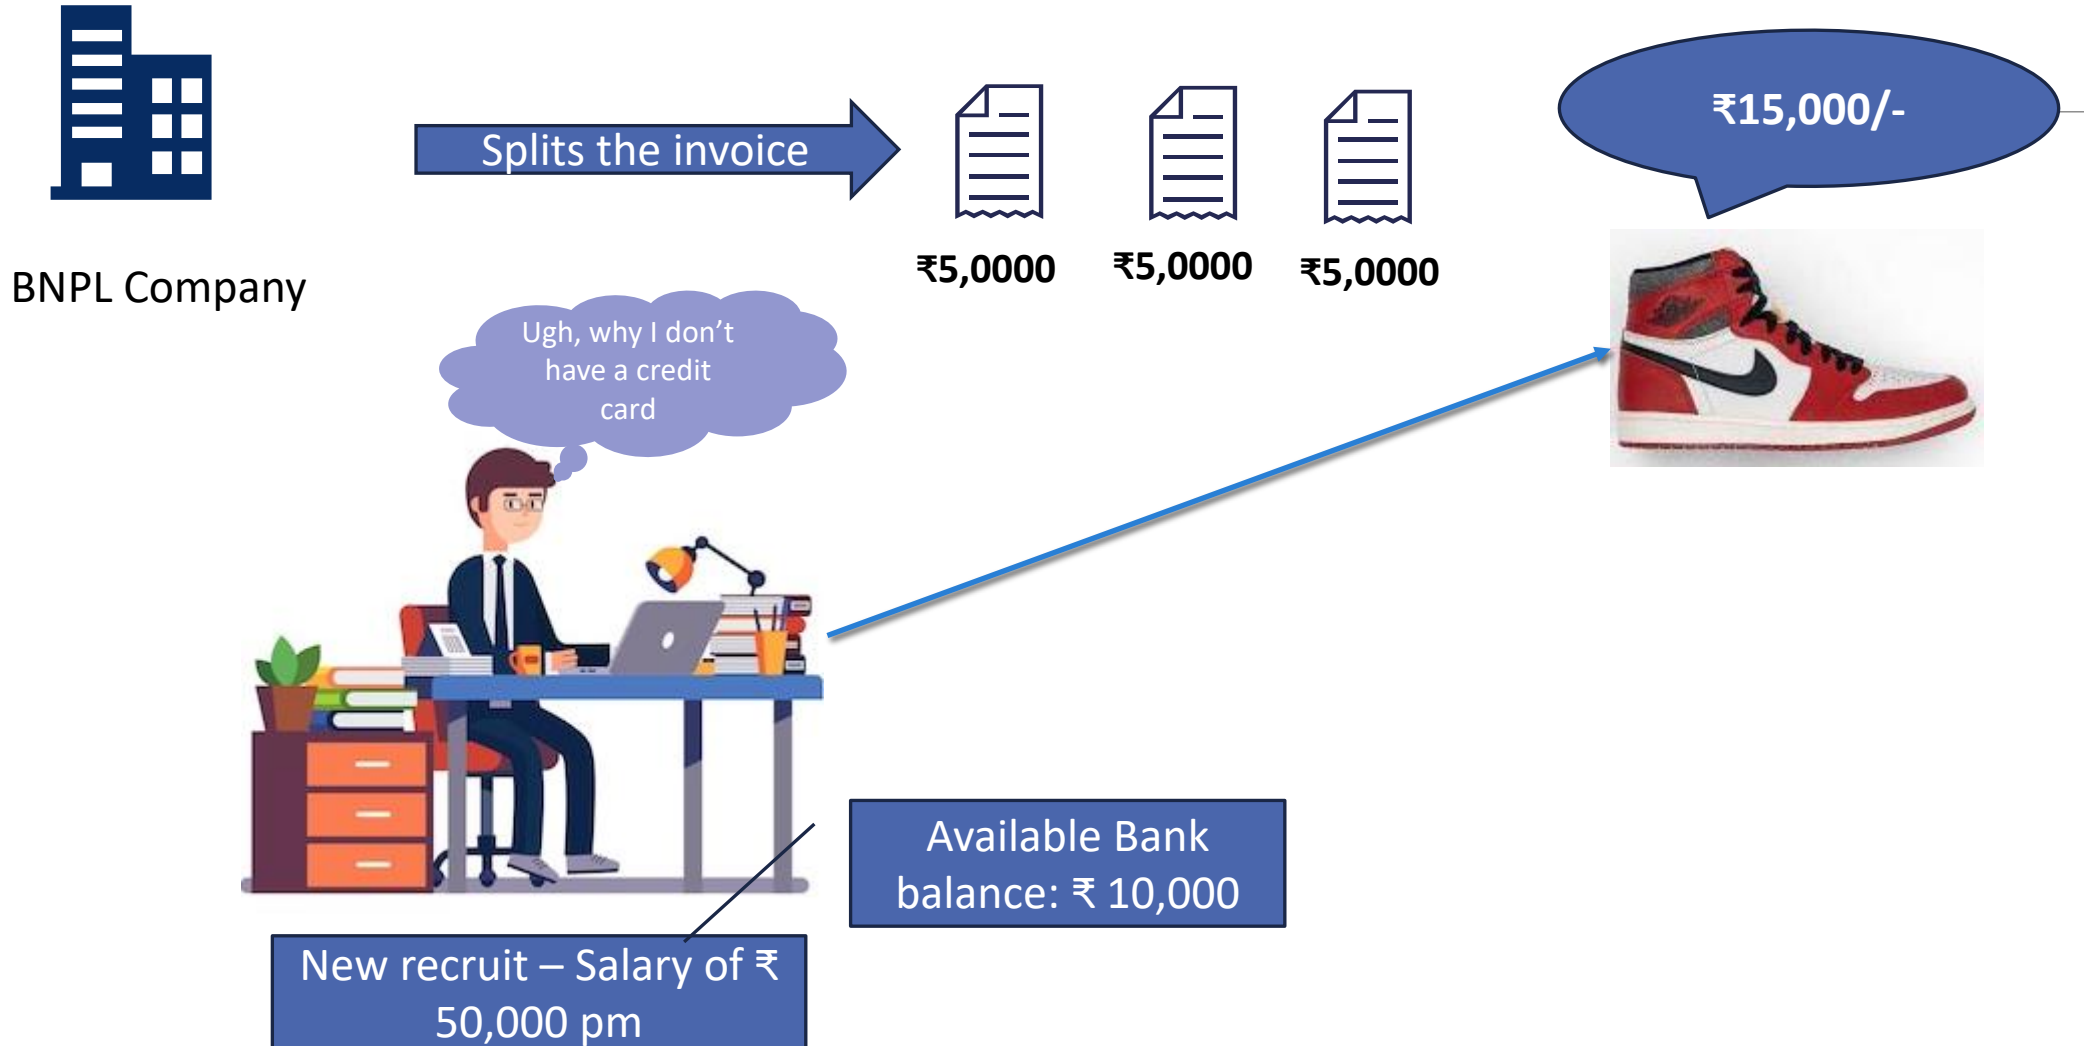 Splits the invoice
₹15,000/-
₹5,0000
₹5,0000
₹5,0000
BNPL Company
Ugh, why I don’t
have a credit
card
Available Bank
balance: ₹ 10,000
New recruit – Salary of ₹
50,000 pm